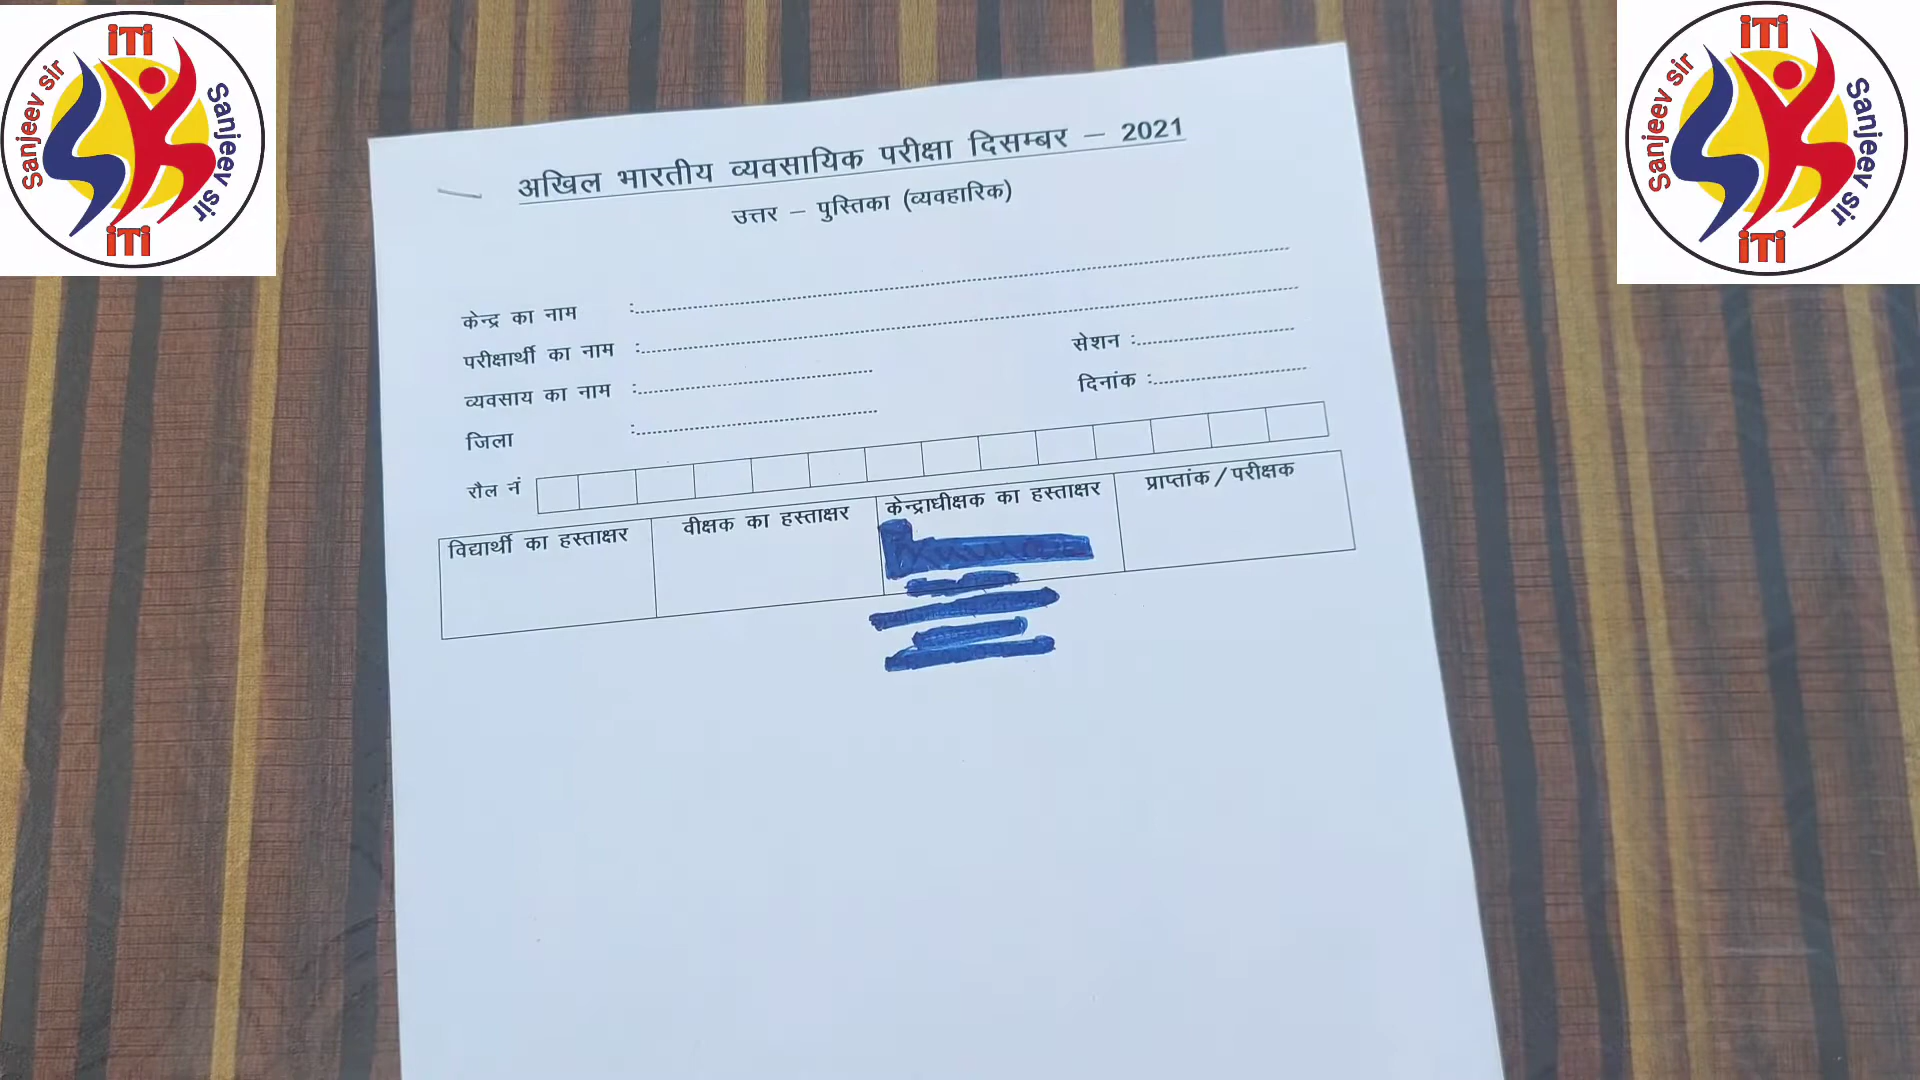 iTi
Sanjeev sir
Sanjeev sir
iTi
iTi
Sanjeev sir
Sanjeev sir
iTi
अखिल भारतीय व्यवसायिक परीक्षा दिसम्बर – 2021
उत्तर – पुस्तिका (व्यवहारिक)
केन्द्र का नाम :
परीक्षार्थी का नाम :
व्यवसाय का नाम : सेशन :
जिला : दिनांक :
रौल नं
विद्यार्थी का हस्ताक्षर वीक्षक का हस्ताक्षर केन्द्राधीक्षक का हस्ताक्षर प्राप्तांक / परीक्षक